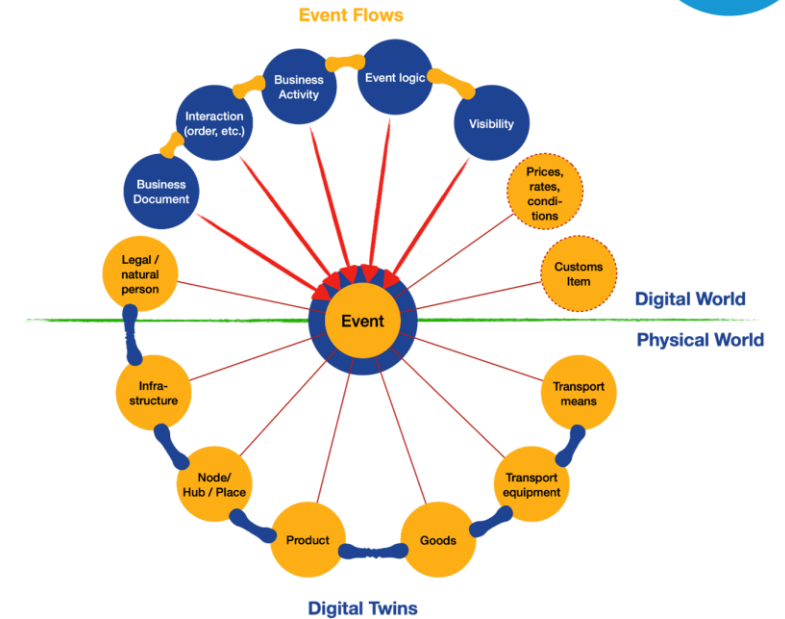 Event Flows
Business
Activity
Event logic
Interaction
(order, etc.)
Visibility
Business
Document
Prices,
rates,
condi-
tions
Legal /
natural
person
Customs
Item
Digital World
Event
Physical World
Infra-
structure
Transport
means
Node/
Hub / Place
Transport
equipment
Product
Goods
Digital Twins